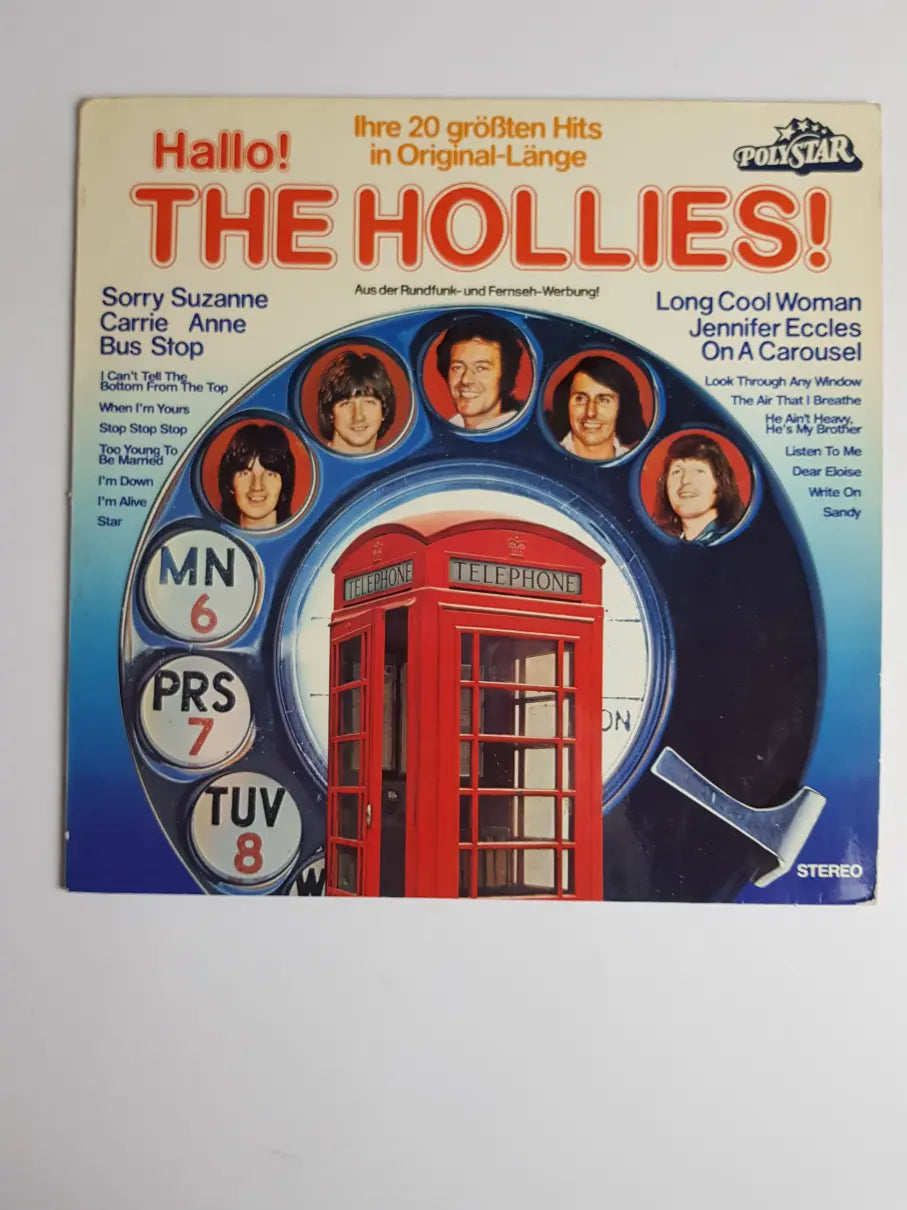 Hallo!
Ihre 20 größten Hits
in Original-Länge
POLYSTAR
THE HOLLIES!
Aus der Rundfunk- und Fernseh-Werbung!
Sorry Suzanne
Carrie Anne
Bus Stop
I Can't Tell The
Bottom From The Top
When I'm Yours
Stop Stop Stop
Too Young To
Be Married
I'm Down
I'm Alive
Star
Long Cool Woman
Jennifer Eccles
On A Carousel
Look Through Any Window
The Air That I Breathe
He Ain't Heavy,
He's My Brother
Listen To Me
Dear Eloise
Write On
Sandy
MN
6
PRS
7
TUV
8
W
TELEPHONE
TELEPHONE
ON
STEREO